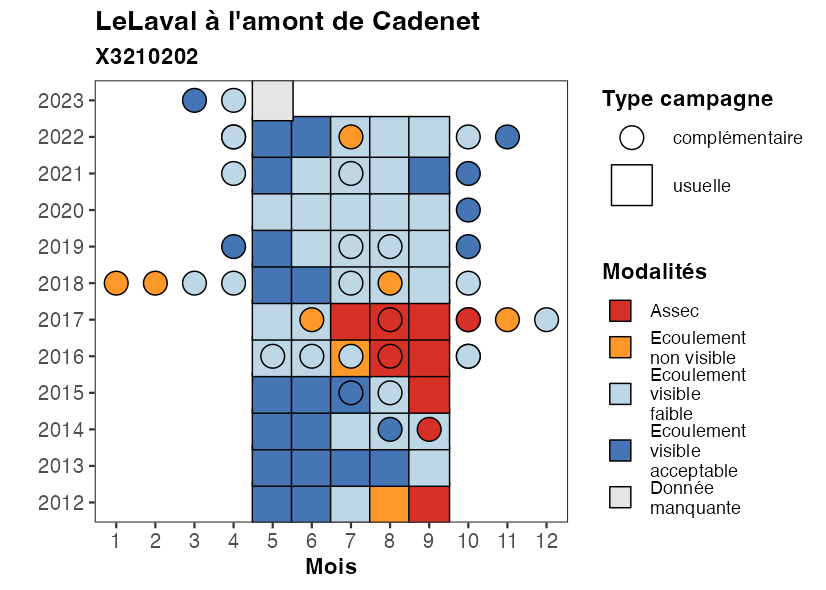 LeLaval à l'amont de Cadenet
X3210202
2023
2022
2021
2020
2019
2018
2017
2016
2015
2014
2013
2012
1 2 3 4 5 6 7 8 9 10 11 12
Mois
Type campagne
complémentaire
usuelle
Modalités
Assec
Ecoulement
non visible
Ecoulement
visible
faible
Ecoulement
visible
acceptable
Donnée
manquante